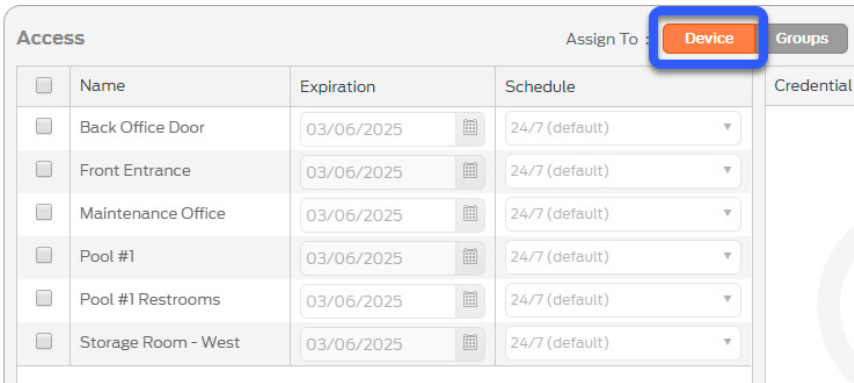 Access Assign To : Device Groups
Name Expiration Schedule Credential
Back Office Door 03/06/2025 24/7 (default)
Front Entrance 03/06/2025 24/7 (default)
Maintenance Office 03/06/2025 24/7 (default)
Pool #1 03/06/2025 24/7 (default)
Pool #1 Restrooms 03/06/2025 24/7 (default)
Storage Room - West 03/06/2025 24/7 (default)